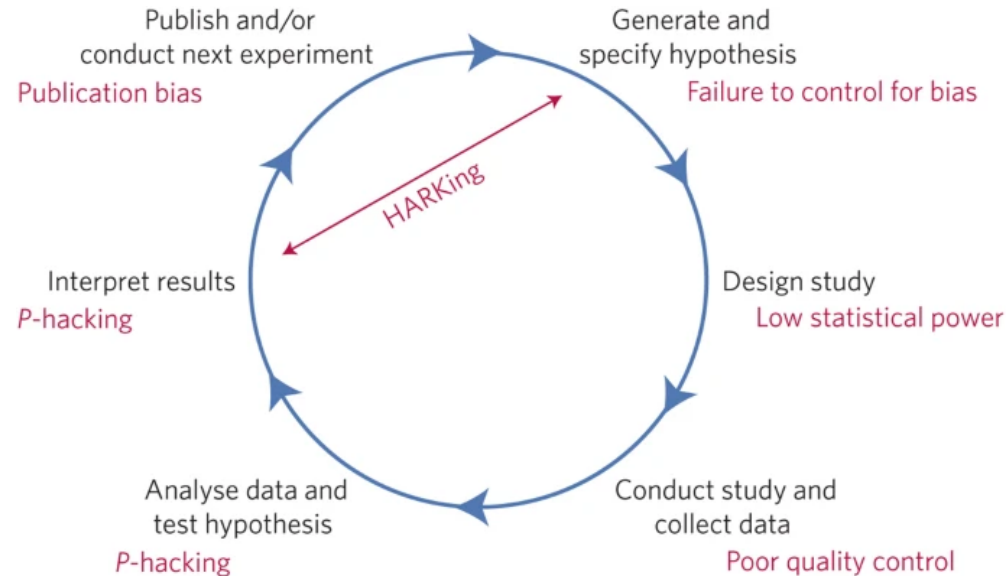 Publish and/or
conduct next experiment
Publication bias
Generate and
specify hypothesis
Failure to control for bias
HARKing
Interpret results
P-hacking
Design study
Low statistical power
Analyse data and
test hypothesis
P-hacking
Conduct study and
collect data
Poor quality control